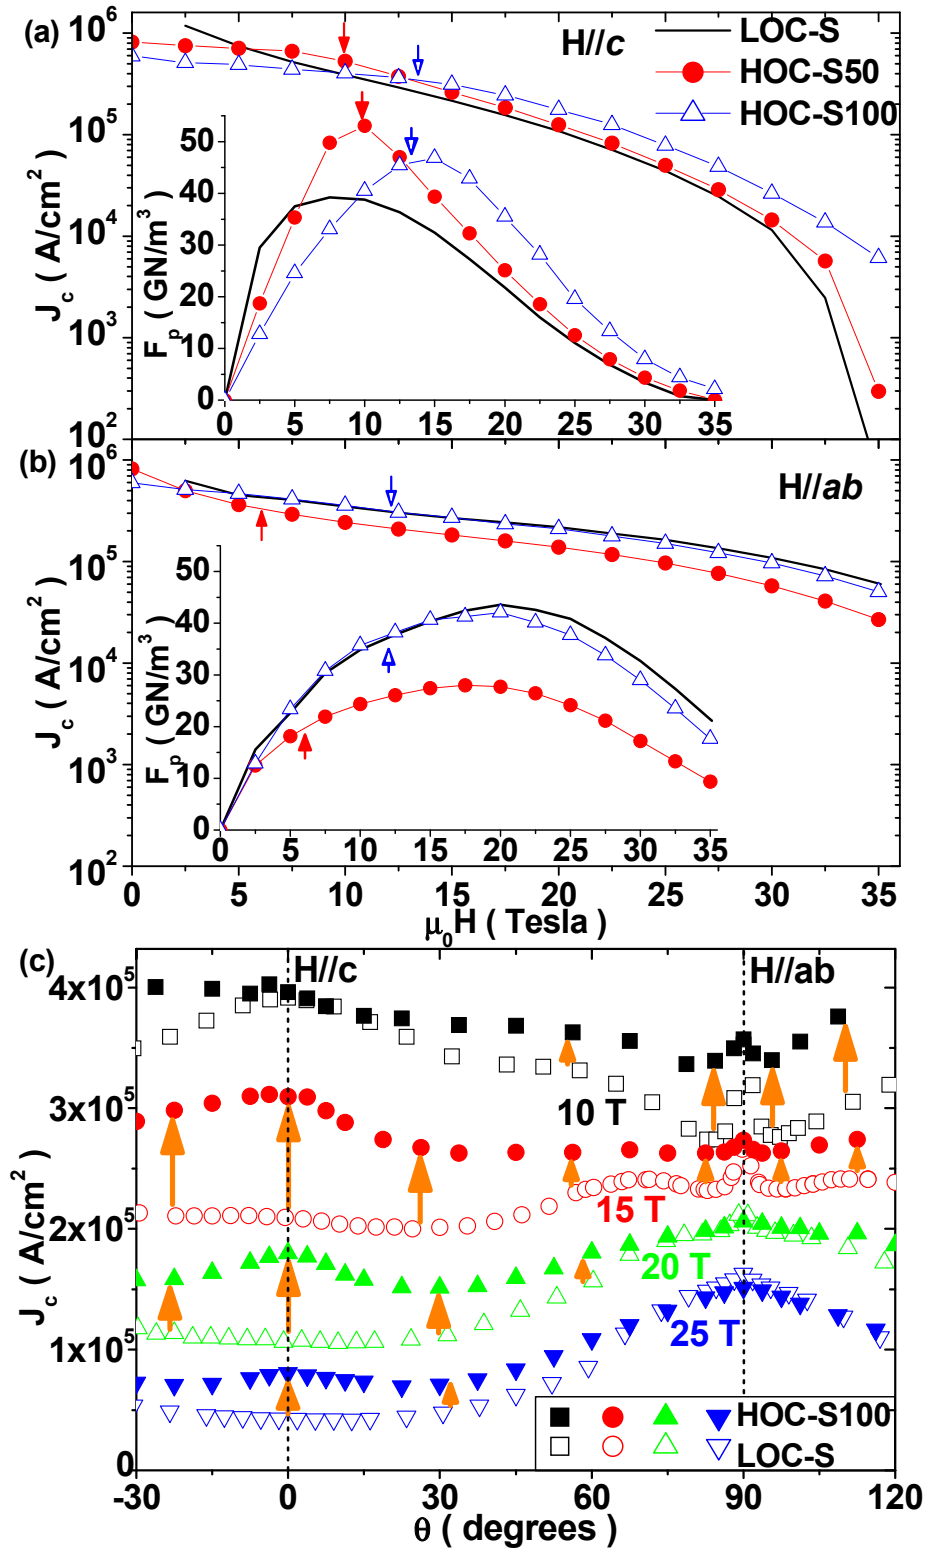 (a)
H//c
LOC-S
HOC-S50
HOC-S100
J_c ( A/cm^2 )
10^6
10^5
10^4
10^3
10^2
F_p ( GN/m^3 )
50
40
30
20
10
0
0 5 10 15 20 25 30 35
(b)
H//ab
J_c ( A/cm^2 )
10^6
10^5
10^4
10^3
10^2
F_p ( GN/m^3 )
50
40
30
20
10
0
0 5 10 15 20 25 30 35
0 5 10 15 20 25 30 35
μ_0H ( Tesla )
(c)
H//c
H//ab
J_c ( A/cm^2 )
4x10^5
3x10^5
2x10^5
1x10^5
0
10 T
15 T
20 T
25 T
HOC-S100
LOC-S
-30 0 30 60 90 120
θ ( degrees )